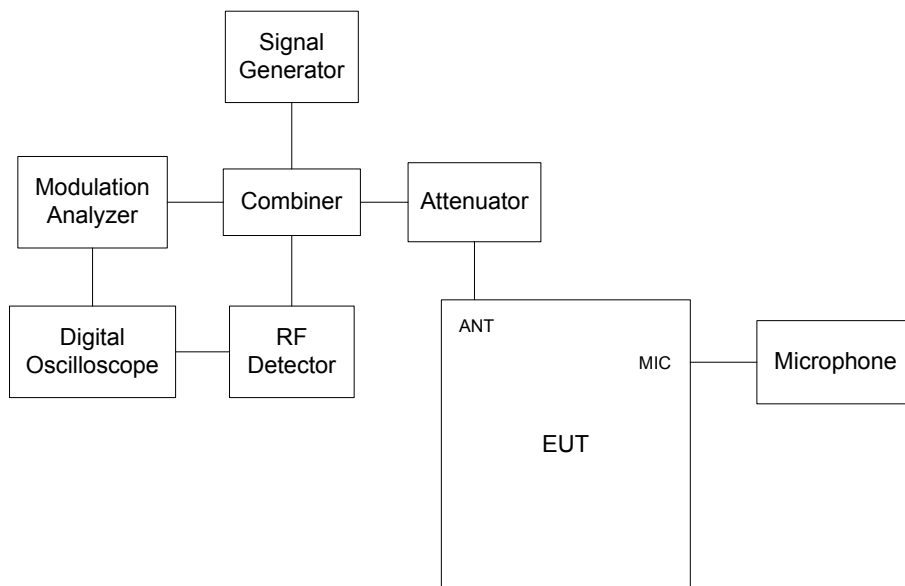 Signal
Generator
Modulation
Analyzer
Combiner
Attenuator
Digital
Oscilloscope
RF
Detector
ANT
MIC
Microphone
EUT